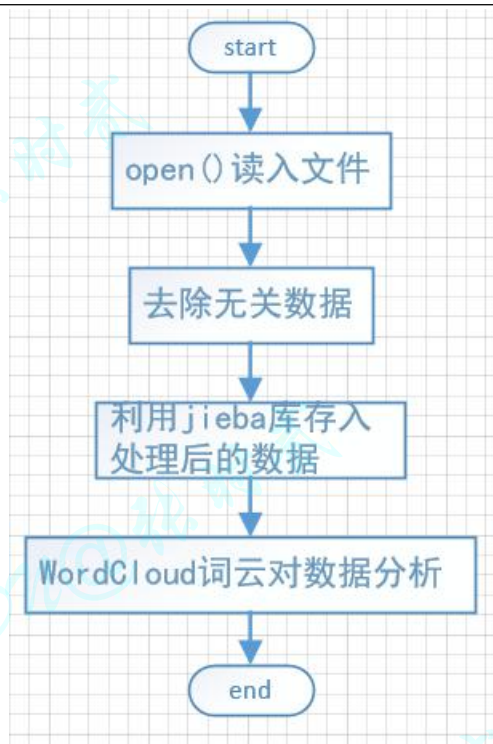 start
open()读入文件
去除无关数据
利用jieba库存入
处理后的数据
WordCloud词云对数据分析
end